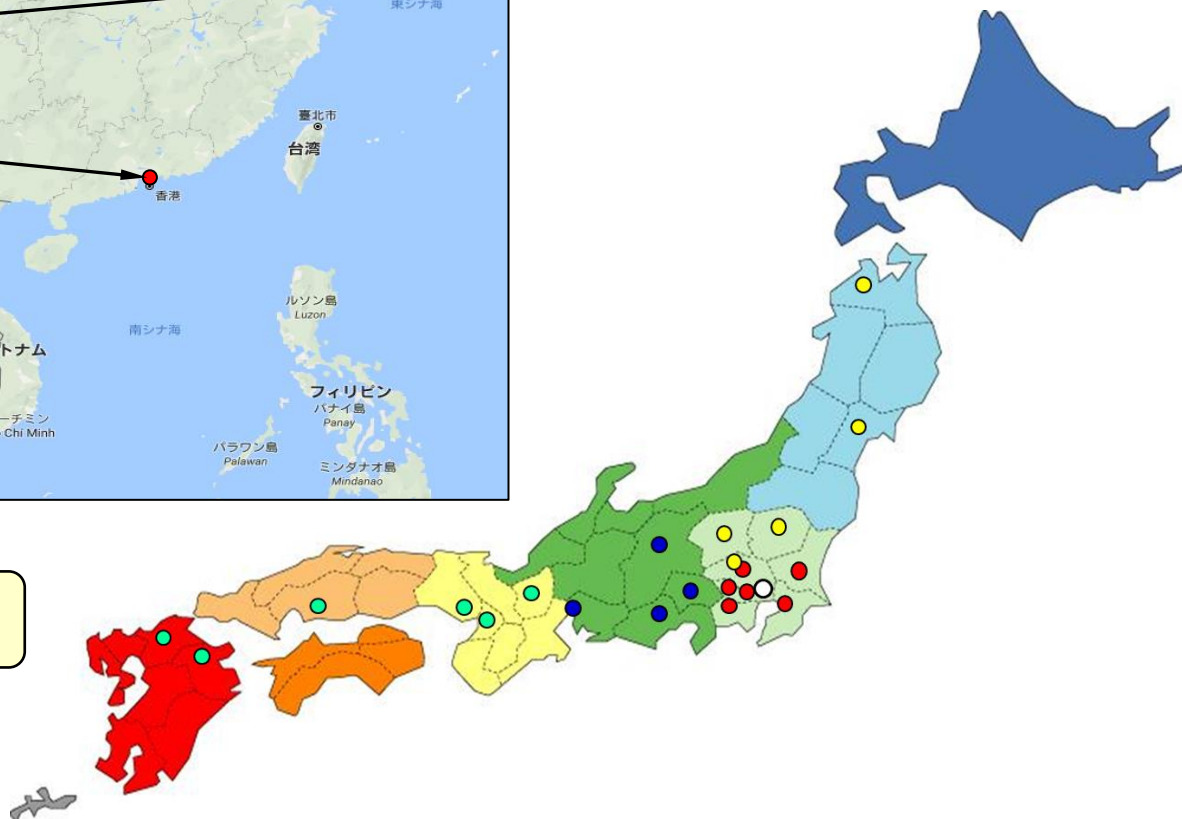 東シナ海
臺北市
台湾
香港
ルソン島
Luzon
南シナ海
トナム
フィリピン
パナイ島
Panay
ーチミン
Chi Minh
パラワン島
Palawan
ミンダナオ島
Mindanao